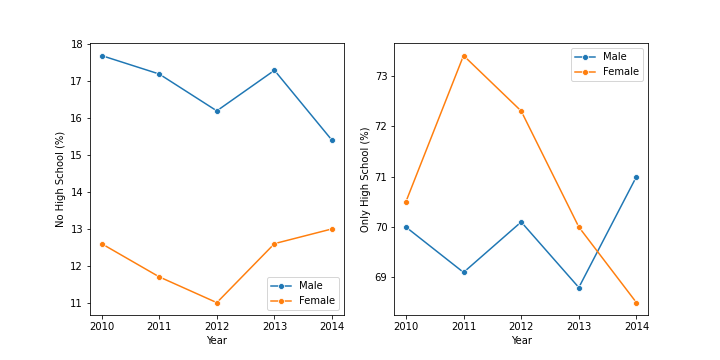 No High School (%)
18
17
16
15
14
13
12
11
2010 2011 2012 2013 2014
Year
Male
Female
Only High School (%)
73
72
71
70
69
2010 2011 2012 2013 2014
Year
Male
Female